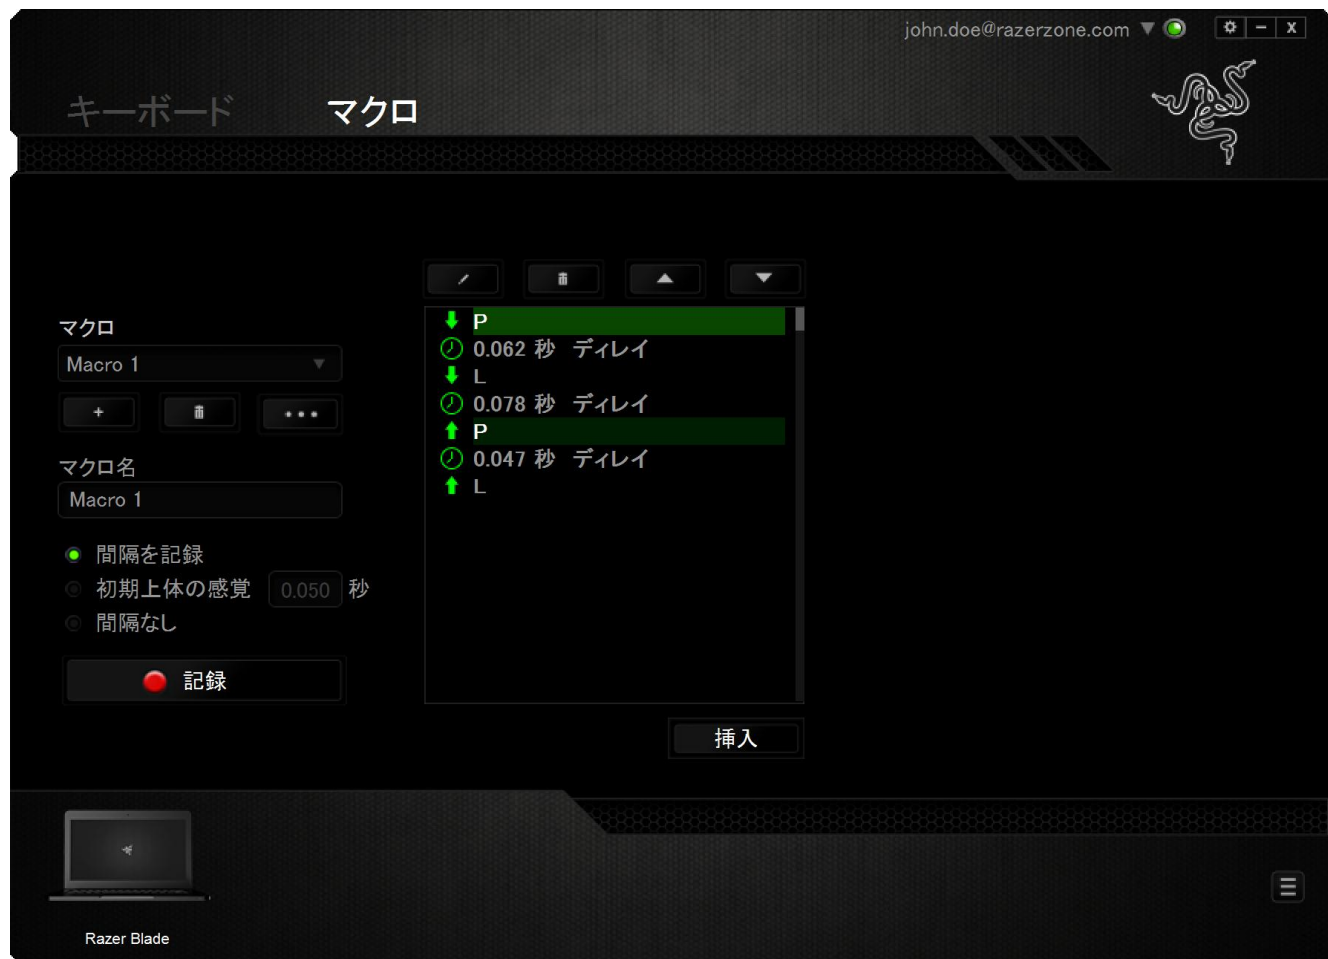 john.doe@razerzone.com
キーボード マクロ
マクロ
Macro 1
マクロ名
Macro 1
間隔を記録
初期上体の感覚 0.050 秒
間隔なし
記録
P
0.062 秒 ディレイ
L
0.078 秒 ディレイ
P
0.047 秒 ディレイ
L
挿入
Razer Blade